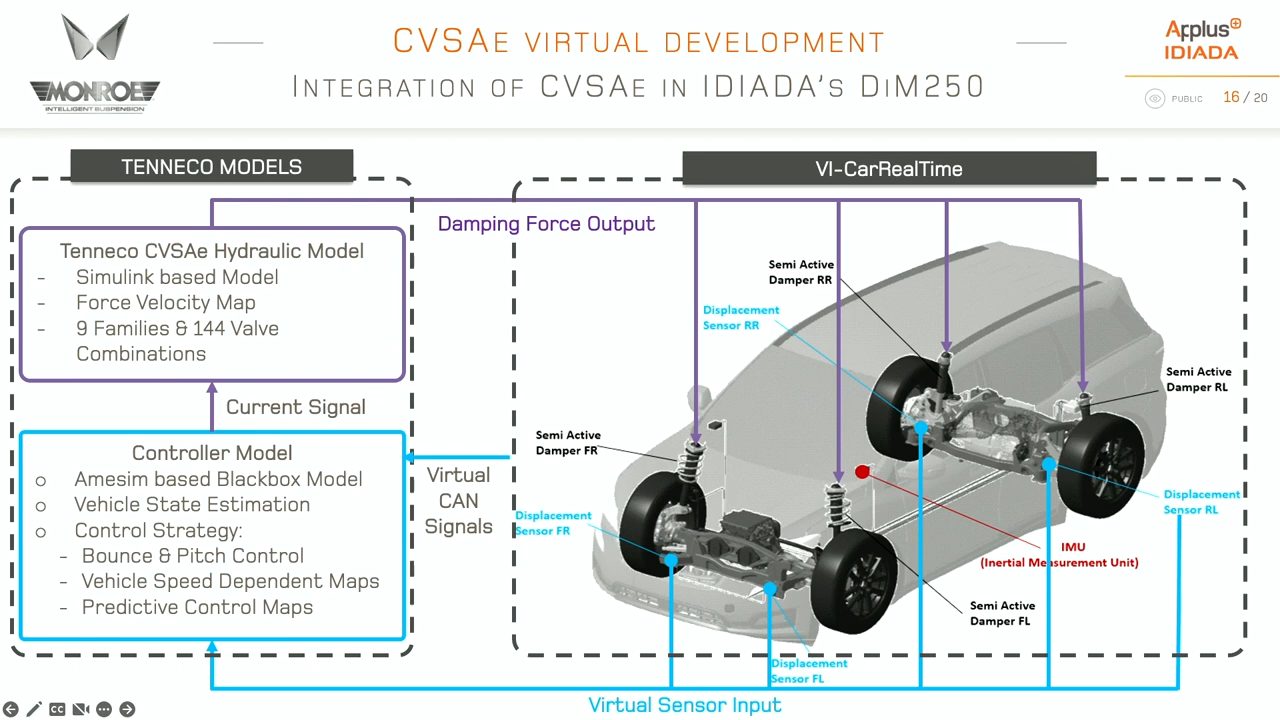 CVSAe virtual development
Integration of CVSAe in IDIADA's DiM250
MONROE
INTELLIGENT SUSPENSION
Applus+
IDIADA
PUBLIC
16 / 20
TENNECO MODELS
VI-CarRealTime
Damping Force Output
Tenneco CVSAe Hydraulic Model
- Simulink based Model
- Force Velocity Map
- 9 Families & 144 Valve
Combinations
Current Signal
Controller Model
o Amesim based Blackbox Model
o Vehicle State Estimation
o Control Strategy:
- Bounce & Pitch Control
- Vehicle Speed Dependent Maps
- Predictive Control Maps
Virtual
CAN
Signals
Semi Active
Damper RR
Displacement
Sensor RR
Semi Active
Damper RL
Semi Active
Damper FR
Displacement
Sensor FR
Displacement
Sensor RL
IMU
(Inertial Measurement Unit)
Semi Active
Damper FL
Displacement
Sensor FL
Virtual Sensor Input
CC